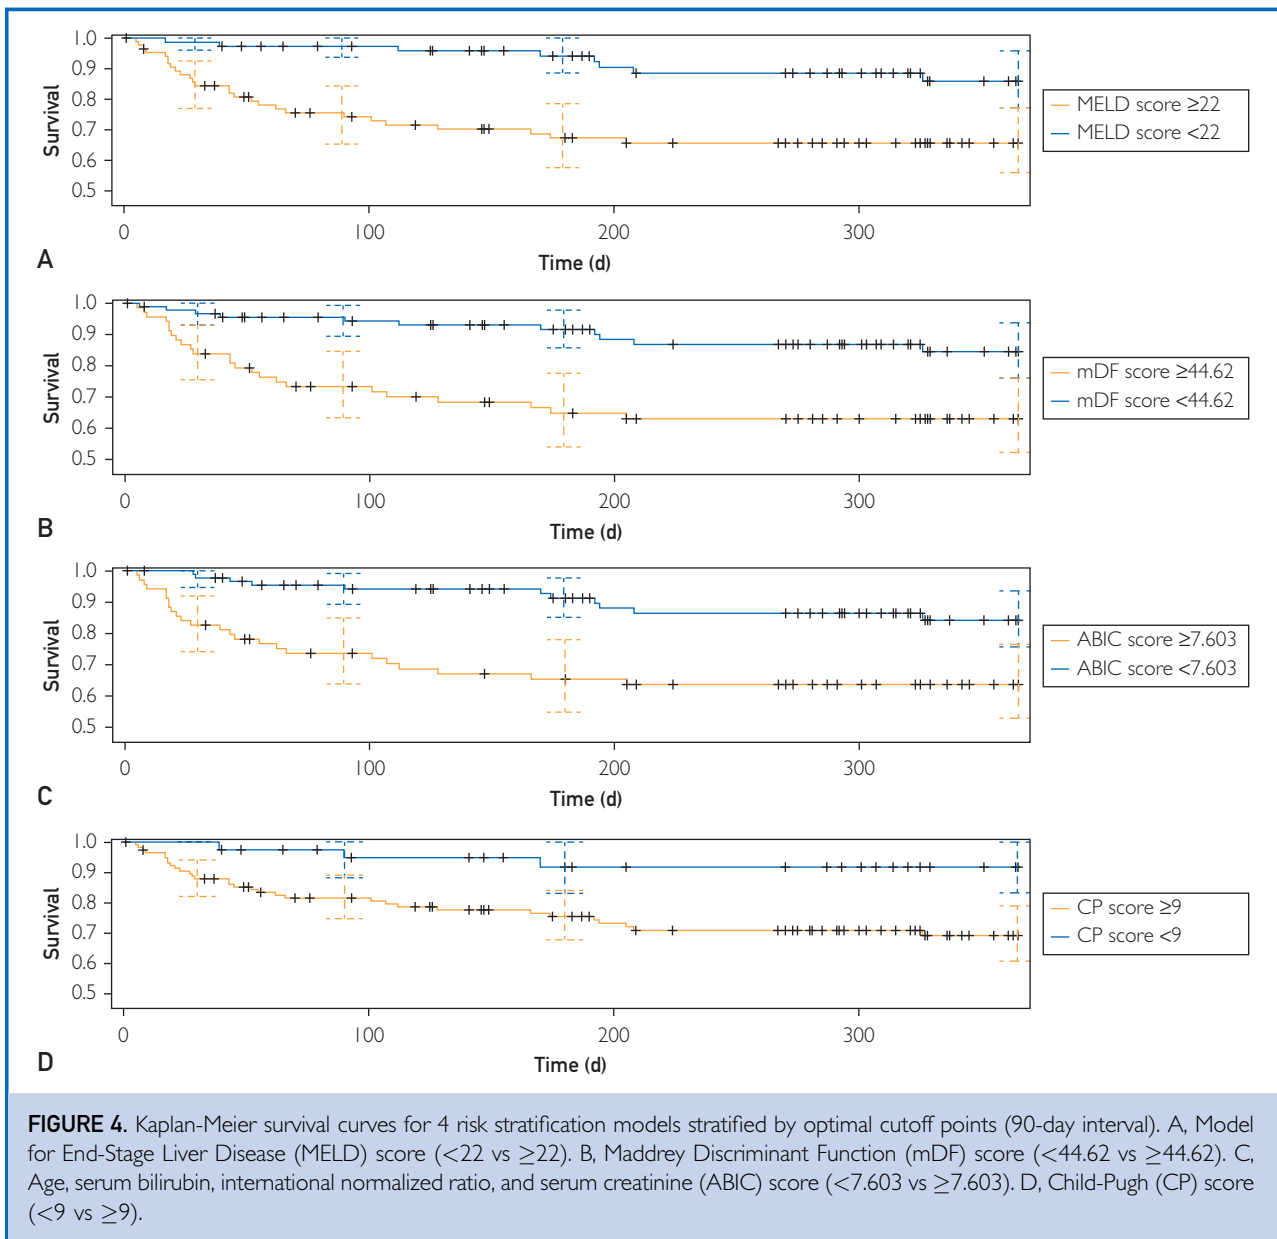 1.0
0.9
0.8
0.7
0.6
0.5
Survival
0 100 200 300
Time (d)
A
MELD score ≥22
MELD score <22
1.0
0.9
0.8
0.7
0.6
0.5
Survival
0 100 200 300
Time (d)
B
mDF score ≥44.62
mDF score <44.62
1.0
0.9
0.8
0.7
0.6
0.5
Survival
0 100 200 300
Time (d)
C
ABIC score ≥7.603
ABIC score <7.603
1.0
0.9
0.8
0.7
0.6
0.5
Survival
0 100 200 300
Time (d)
D
CP score ≥9
CP score <9
FIGURE 4. Kaplan-Meier survival curves for 4 risk stratification models stratified by optimal cutoff points (90-day interval). A, Model
for End-Stage Liver Disease (MELD) score (<22 vs ≥22). B, Maddrey Discriminant Function (mDF) score (<44.62 vs ≥44.62). C,
Age, serum bilirubin, international normalized ratio, and serum creatinine (ABIC) score (<7.603 vs ≥7.603). D, Child-Pugh (CP) score
(<9 vs ≥9).